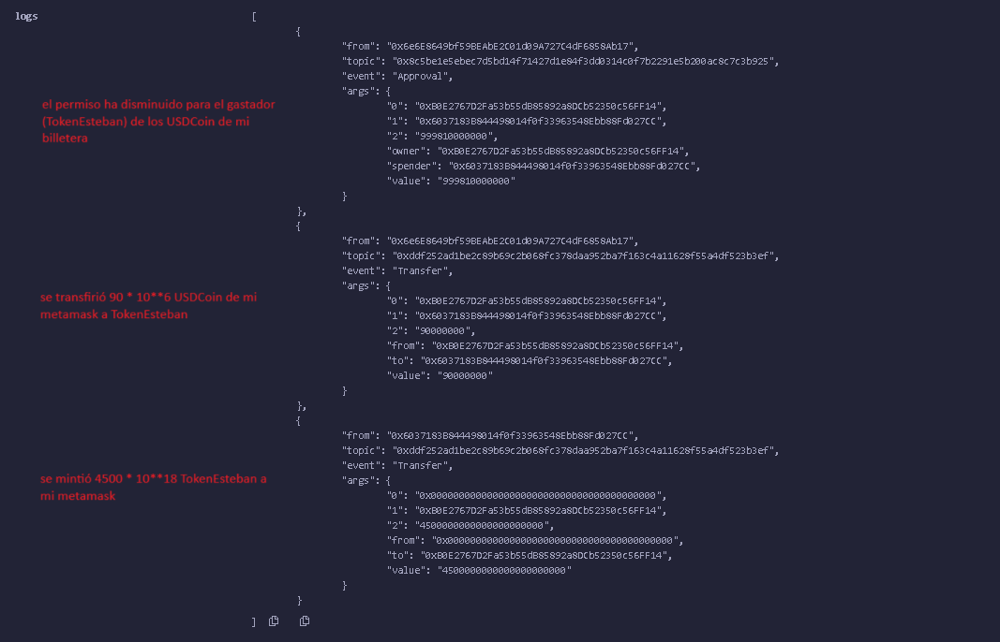 logs [
{
"from": "0x6e6E8649bf59BEAbE2C01d09A727C4dF6858Ab17",
"topic": "0x8c5be1e5ebec7d5bd14f71427d1e84f3dd0314c0f7b2291e5b200ac8c7c3b925",
"event": "Approval",
"args": {
el permiso ha disminuido para el gastador
(TokenEsteban) de los USDCoin de mi
billetera
"0": "0xB0E2767D2Fa53b55dB85892a8DCb52350c56FF14",
"1": "0x6037183B844498014f0f33963548Ebb88Fd027CC",
"2": "999810000000",
"owner": "0xB0E2767D2Fa53b55dB85892a8DCb52350c56FF14",
"spender": "0x6037183B844498014f0f33963548Ebb88Fd027CC",
"value": "999810000000"
}
},
{
"from": "0x6e6E8649bf59BEAbE2C01d09A727C4dF6858Ab17",
"topic": "0xddf252ad1be2c89b69c2b068fc378daa952ba7f163c4a11628f55a4df523b3ef",
"event": "Transfer",
"args": {
se transfirió 90 * 10**6 USDCoin de mi
metamask a TokenEsteban
"0": "0xB0E2767D2Fa53b55dB85892a8DCb52350c56FF14",
"1": "0x6037183B844498014f0f33963548Ebb88Fd027CC",
"2": "90000000",
"from": "0xB0E2767D2Fa53b55dB85892a8DCb52350c56FF14",
"to": "0x6037183B844498014f0f33963548Ebb88Fd027CC",
"value": "90000000"
}
},
{
"from": "0x6037183B844498014f0f33963548Ebb88Fd027CC",
"topic": "0xddf252ad1be2c89b69c2b068fc378daa952ba7f163c4a11628f55a4df523b3ef",
"event": "Transfer",
"args": {
se mintió 4500 * 10**18 TokenEsteban a
mi metamask
"0": "0x0000000000000000000000000000000000000000",
"1": "0xB0E2767D2Fa53b55dB85892a8DCb52350c56FF14",
"2": "4500000000000000000000",
"from": "0x0000000000000000000000000000000000000000",
"to": "0xB0E2767D2Fa53b55dB85892a8DCb52350c56FF14",
"value": "4500000000000000000000"
}
}
]